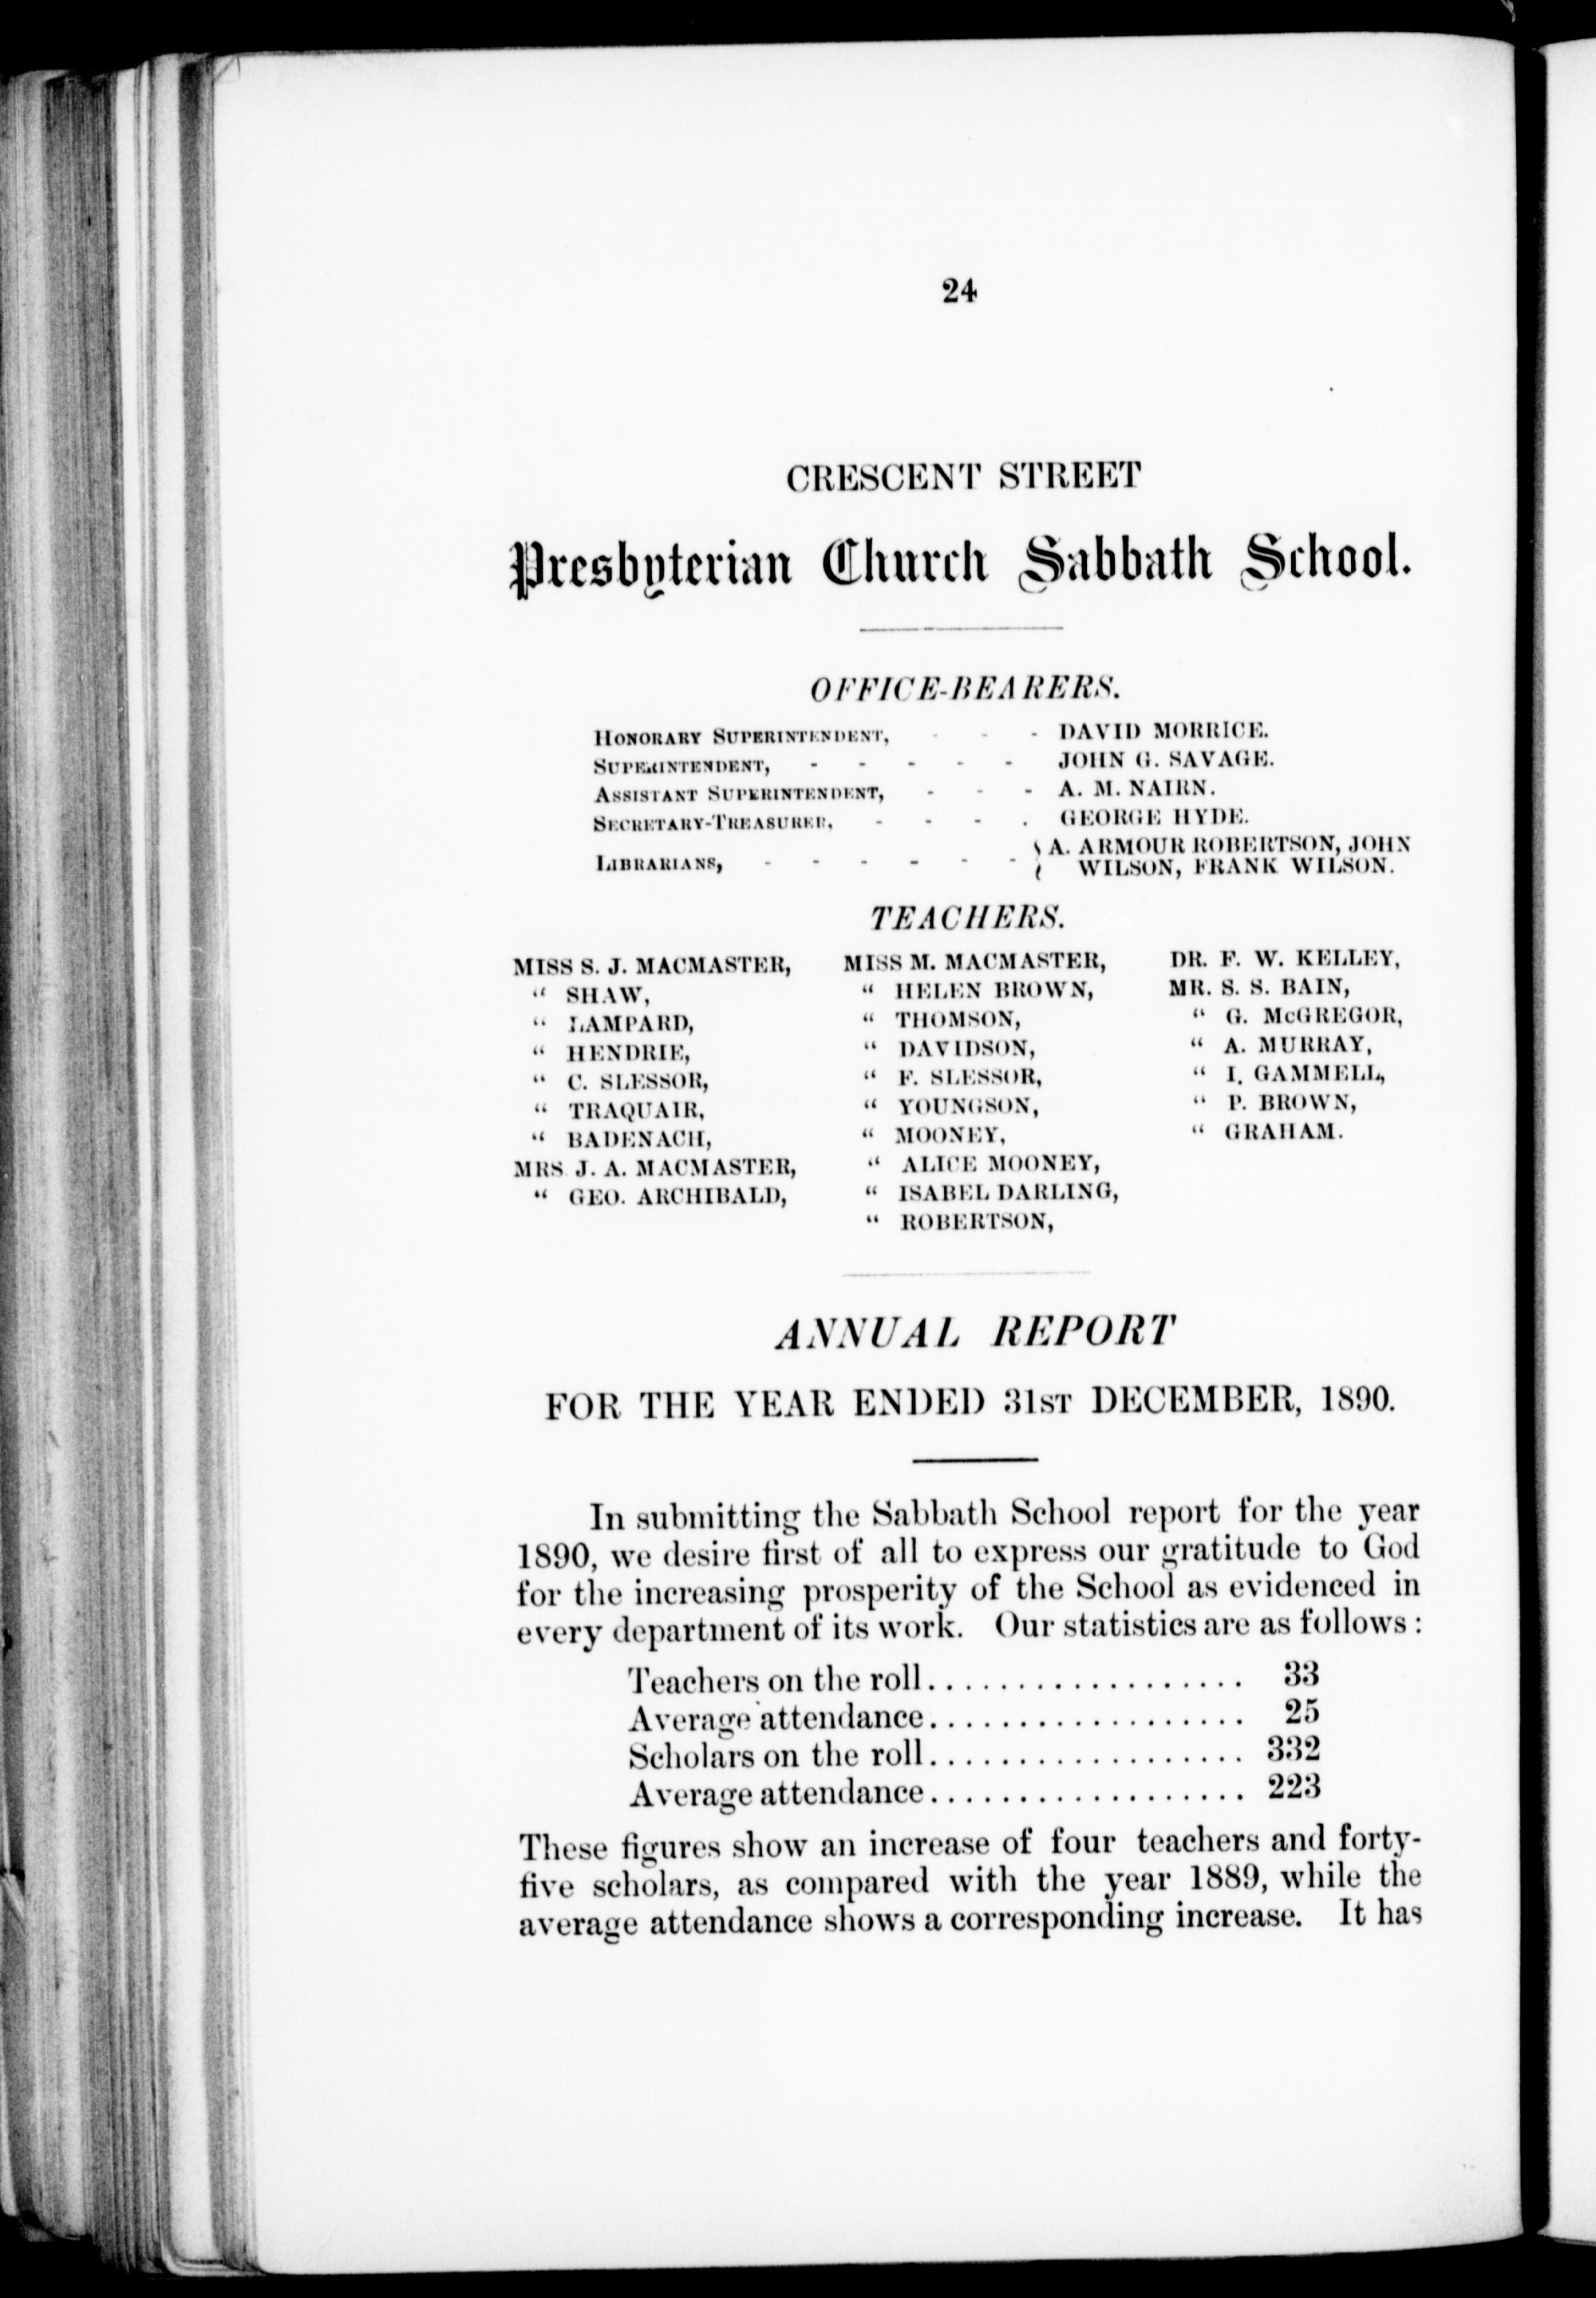 24
CRESCENT STREET
Presbyterian Church Sabbath School.
OFFICE-BEARERS.
HONORARY SUPERINTENDENT, - - - DAVID MORRICE.
SUPERINTENDENT, - - - - - JOHN G. SAVAGE.
ASSISTANT SUPERINTENDENT, - - - A. M. NAIRN.
SECRETARY-TREASURER, - - - . GEORGE HYDE.
LIBRARIANS, - - - - - - { A. ARMOUR ROBERTSON, JOHN
WILSON, FRANK WILSON.
TEACHERS.
MISS S. J. MACMASTER,
“ SHAW,
“ LAMPARD,
“ HENDRIE,
“ C. SLESSOR,
“ TRAQUAIR,
“ BADENACH,
MRS. J. A. MACMASTER,
“ GEO. ARCHIBALD,
MISS M. MACMASTER,
“ HELEN BROWN,
“ THOMSON,
“ DAVIDSON,
“ F. SLESSOR,
“ YOUNGSON,
“ MOONEY,
“ ALICE MOONEY,
“ ISABEL DARLING,
“ ROBERTSON,
DR. F. W. KELLEY,
MR. S. S. BAIN,
“ G. McGREGOR,
“ A. MURRAY,
“ I. GAMMELL,
“ P. BROWN,
“ GRAHAM.
ANNUAL REPORT
FOR THE YEAR ENDED 31ST DECEMBER, 1890.
In submitting the Sabbath School report for the year
1890, we desire first of all to express our gratitude to God
for the increasing prosperity of the School as evidenced in
every department of its work. Our statistics are as follows :
Teachers on the roll.................. 33
Average attendance.................. 25
Scholars on the roll.................. 332
Average attendance.................. 223
These figures show an increase of four teachers and forty-
five scholars, as compared with the year 1889, while the
average attendance shows a corresponding increase. It has